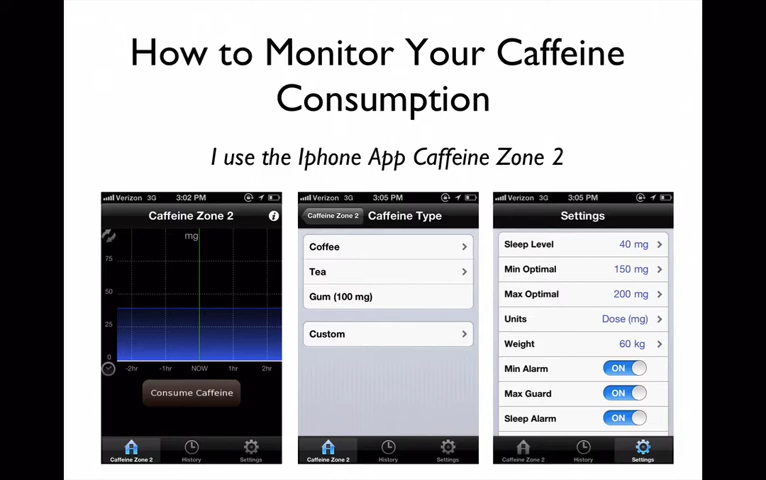 How to Monitor Your Caffeine
Consumption
I use the Iphone App Caffeine Zone 2
Verizon 3G 3:02 PM
Caffeine Zone 2
mg
75
50
25
0
-2hr -1hr NOW 1hr 2hr
Consume Caffeine
Caffeine Zone 2 History Settings
Verizon 3G 3:05 PM
Caffeine Zone 2 Caffeine Type
Coffee
Tea
Gum (100 mg)
Custom
Caffeine Zone 2 History Settings
Verizon 3G 3:05 PM
Settings
Sleep Level 40 mg
Min Optimal 150 mg
Max Optimal 200 mg
Units Dose (mg)
Weight 60 kg
Min Alarm ON
Max Guard ON
Sleep Alarm ON
Caffeine Zone 2 History Settings